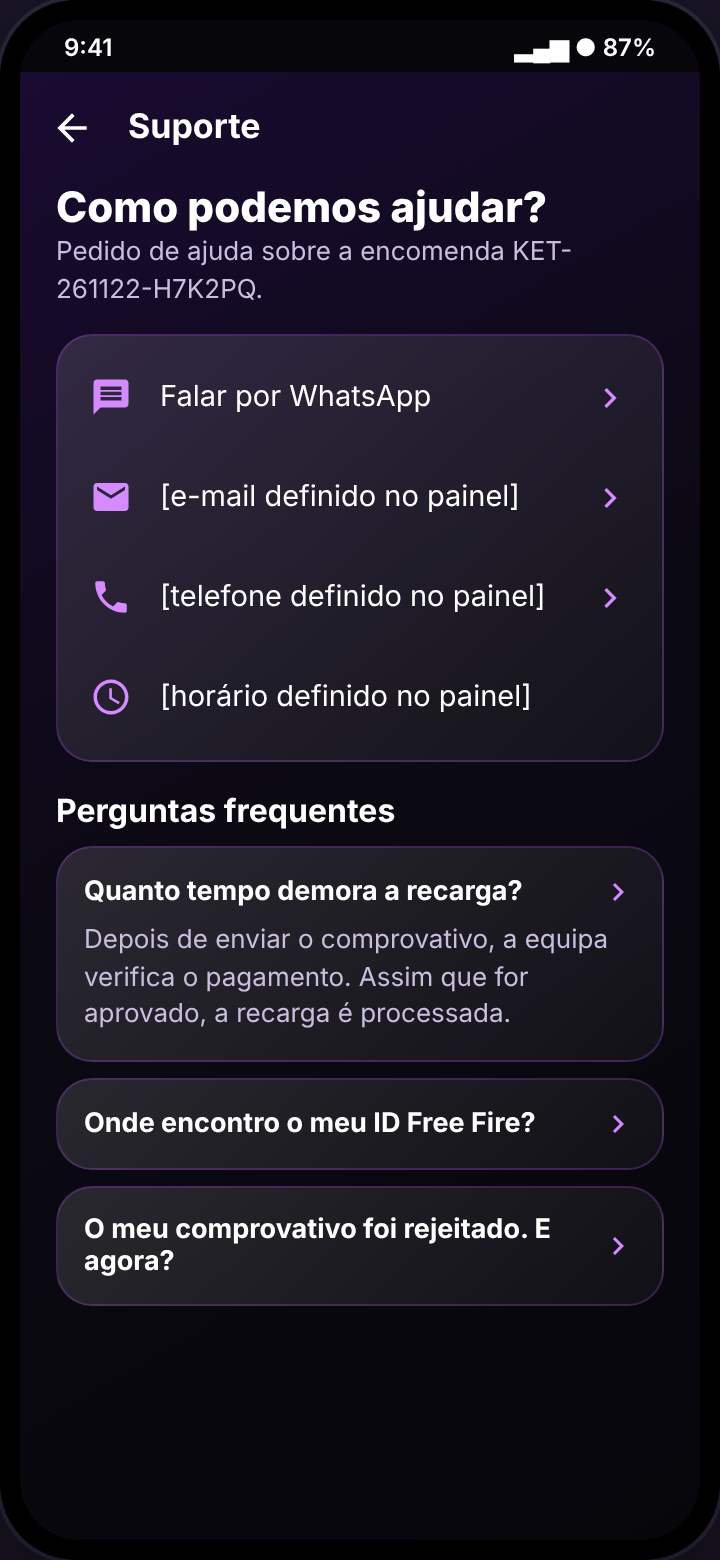 9:41
87%
Suporte
Como podemos ajudar?
Pedido de ajuda sobre a encomenda KET-
261122-H7K2PQ.
Falar por WhatsApp
[e-mail definido no painel]
[telefone definido no painel]
[horário definido no painel]
Perguntas frequentes
Quanto tempo demora a recarga?
Depois de enviar o comprovativo, a equipa
verifica o pagamento. Assim que for
aprovado, a recarga é processada.
Onde encontro o meu ID Free Fire?
O meu comprovativo foi rejeitado. E
agora?